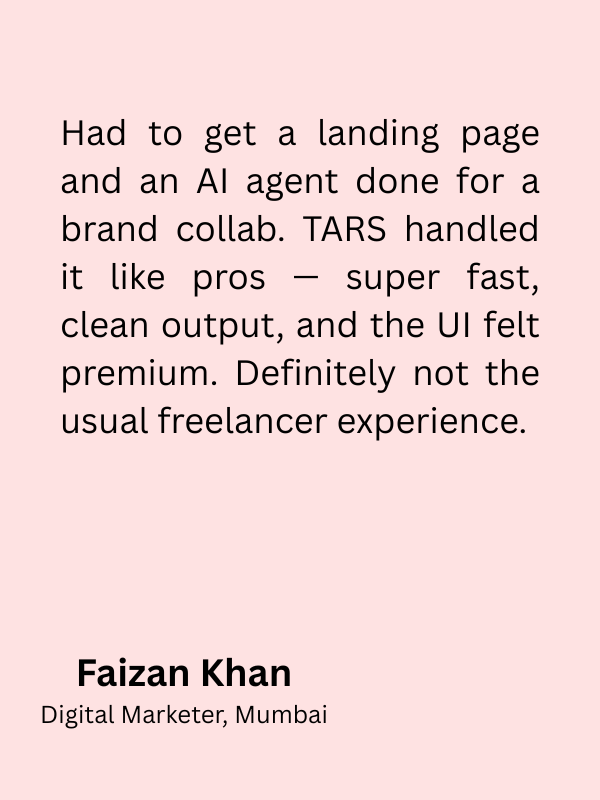 Had to get a landing page
and an AI agent done for a
brand collab. TARS handled
it like pros — super fast,
clean output, and the UI felt
premium. Definitely not the
usual freelancer experience.
Faizan Khan
Digital Marketer, Mumbai